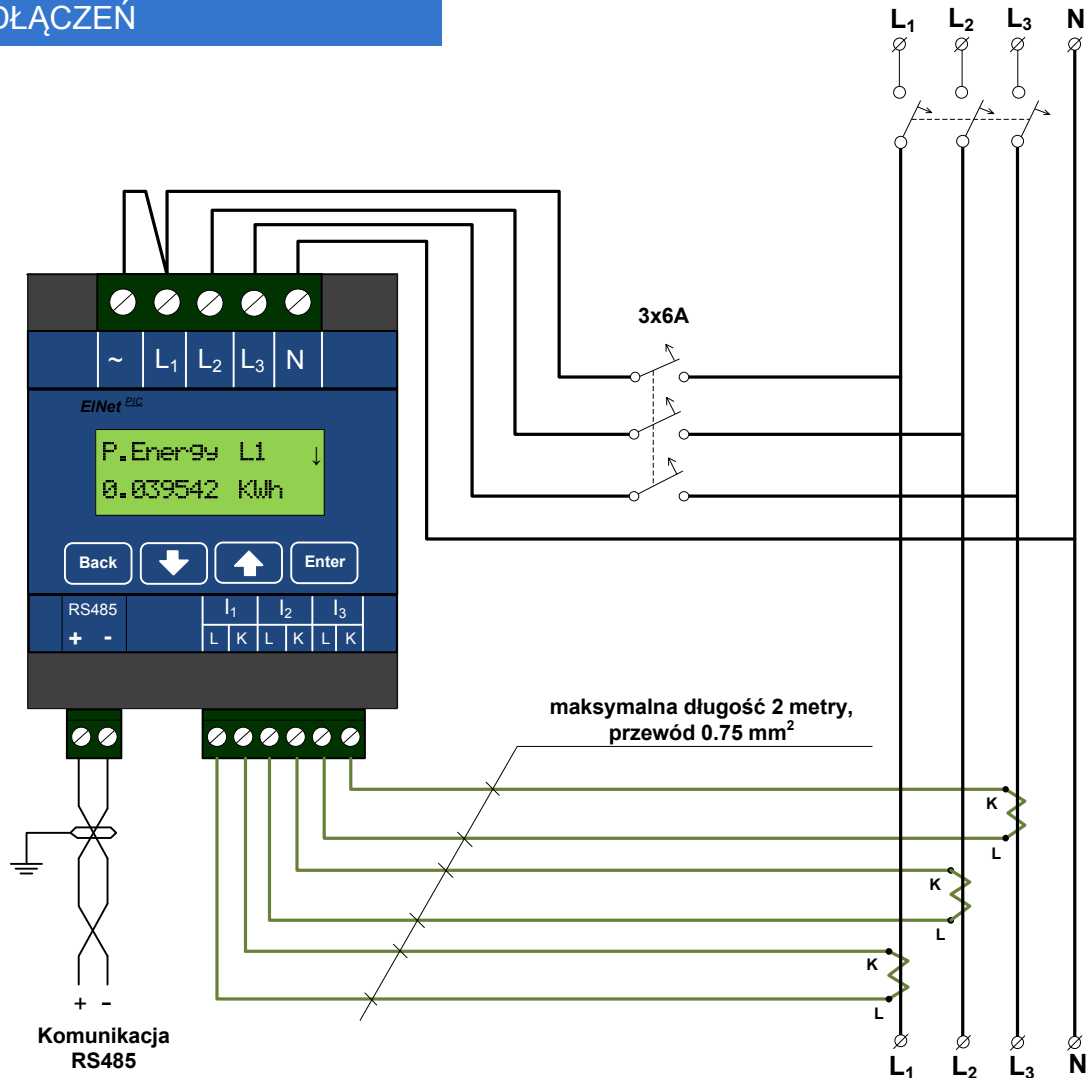 OŁĄCZEŃ
L₁ L₂ L₃ N
3x6A
~ L₁ L₂ L₃ N
ElNet PIC
P.Energy L1 ↓
0.039542 KWh
Back Enter
RS485 I₁ I₂ I₃
+ - L K L K L K
maksymalna długość 2 metry,
przewód 0.75 mm²
K
L
K
L
K
L
+ -
Komunikacja
RS485
L₁ L₂ L₃ N